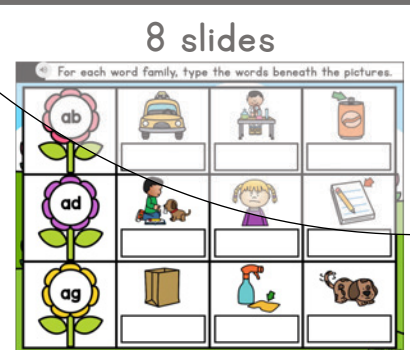 8 slides
For each word family, type the words beneath the pictures.
ab
ad
ag